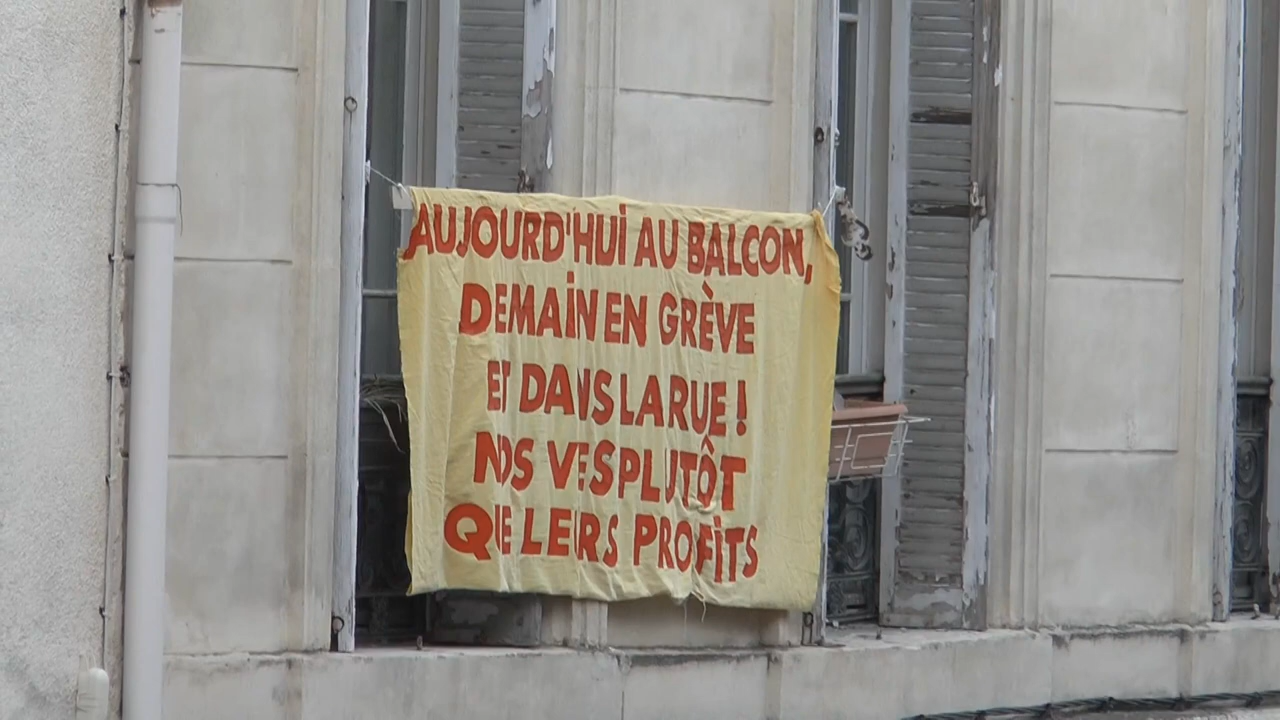 AUJOURD'HUI AU BALCON,
DEMAIN EN GRÈVE
ET DANS LA RUE !
NOS VIES PLUTÔT
QUE LEURS PROFITS